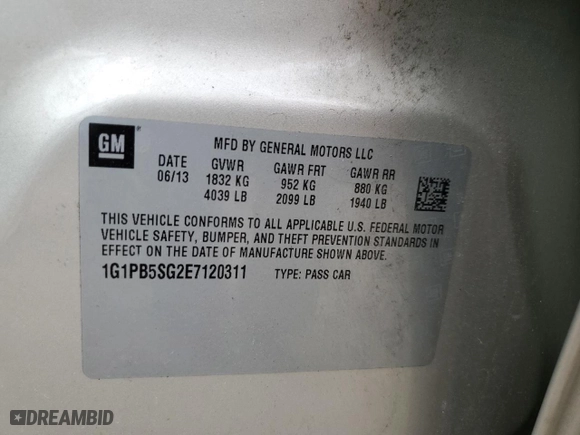 GM
MFD BY GENERAL MOTORS LLC
DATE GVWR GAWR FRT GAWR RR
06/13 1832 KG 952 KG 880 KG
4039 LB 2099 LB 1940 LB
THIS VEHICLE CONFORMS TO ALL APPLICABLE U.S. FEDERAL MOTOR
VEHICLE SAFETY, BUMPER, AND THEFT PREVENTION STANDARDS IN
EFFECT ON THE DATE OF MANUFACTURE SHOWN ABOVE.
1G1PB5SG2E7120311 TYPE: PASS CAR
DREAMBID